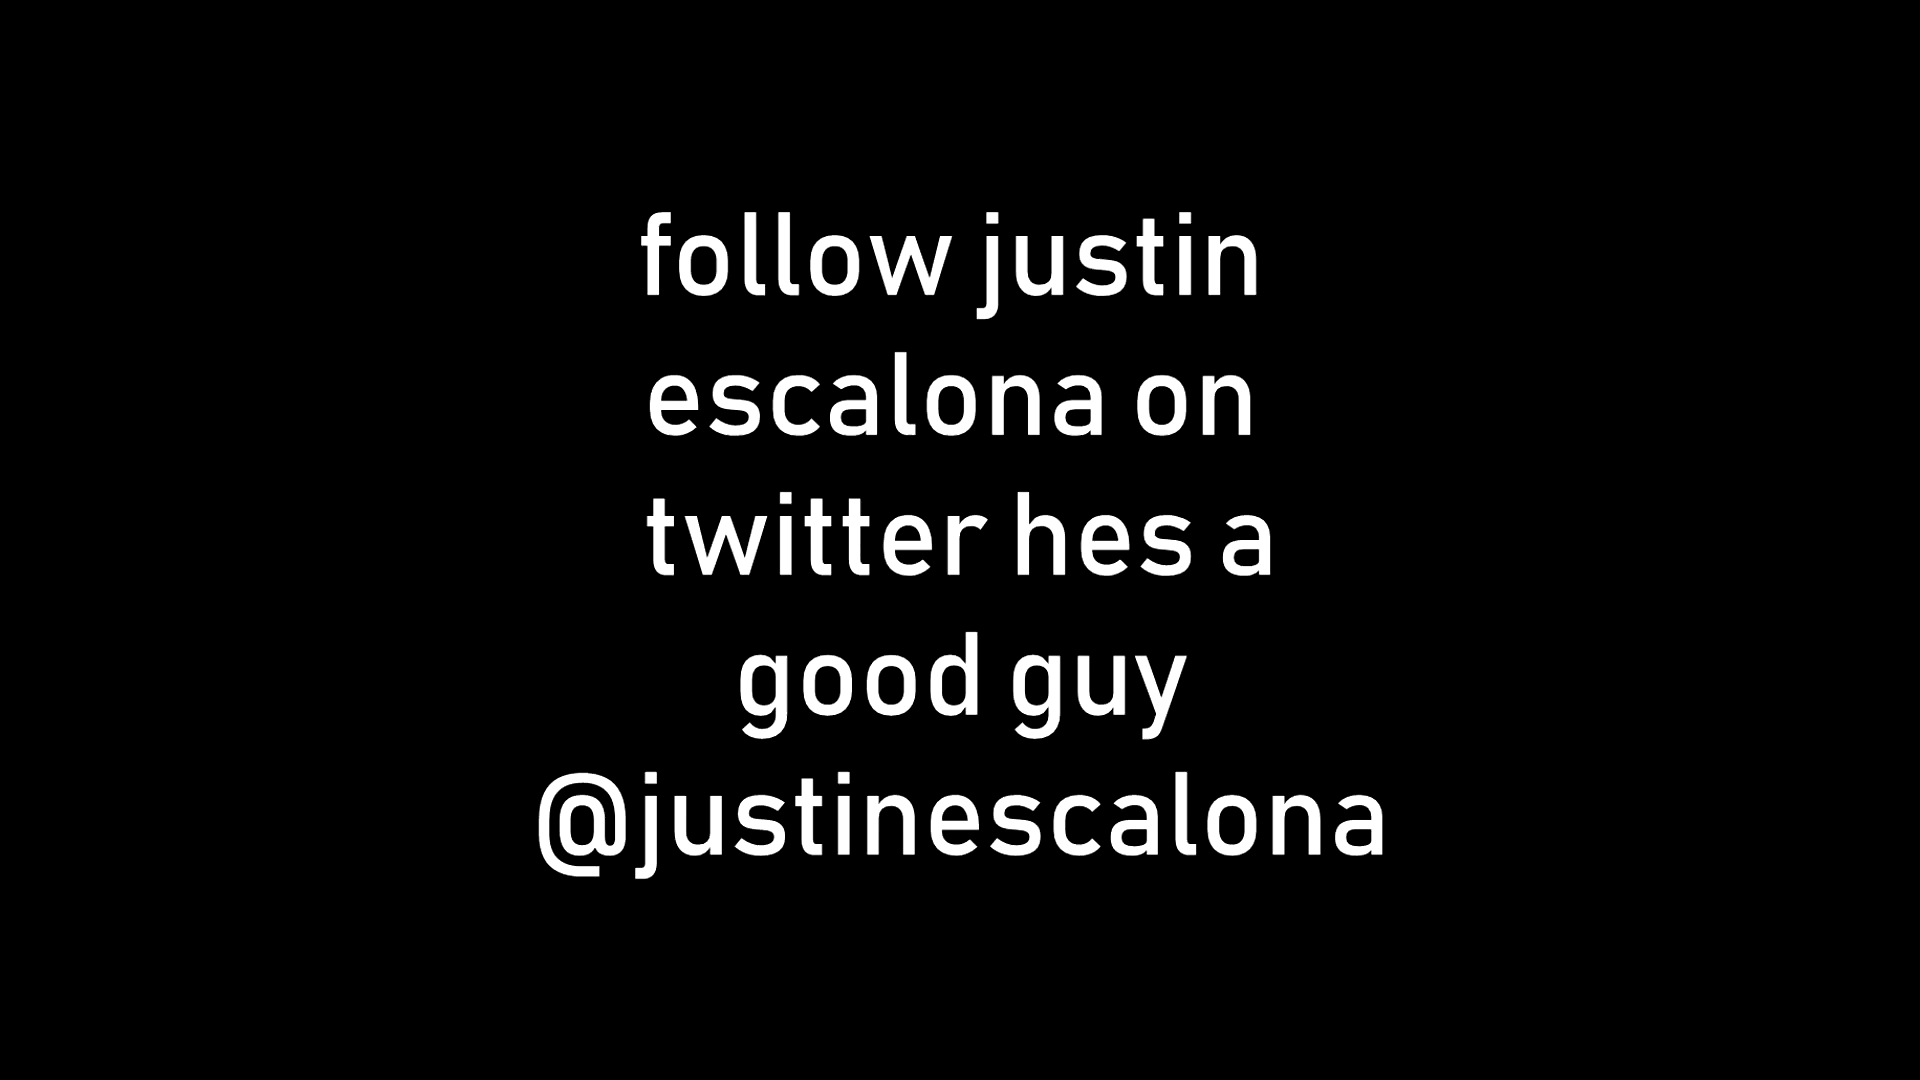 follow justin
escalona on
twitter hes a
good guy
@justinescalona